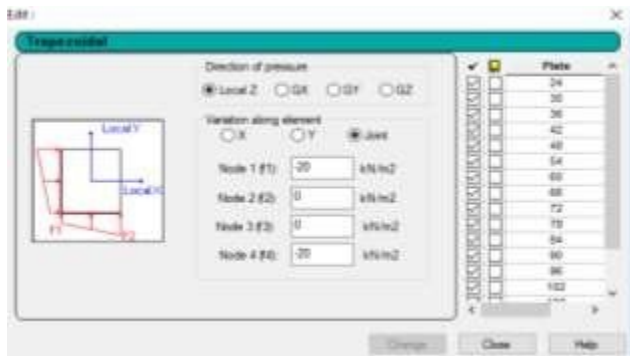 Edit :
Trapezoidal
Direction of pressure
Local Z GX GY GZ
Variation along element
X Y Joint
Node 1 (f1): -20 kN/m2
Node 2 (f2): 0 kN/m2
Node 3 (f3): 0 kN/m2
Node 4 (f4): -20 kN/m2
Local Y
Local X
f1
f2
Plate
24
30
36
42
48
54
60
66
72
78
84
90
96
102
Change Close Help